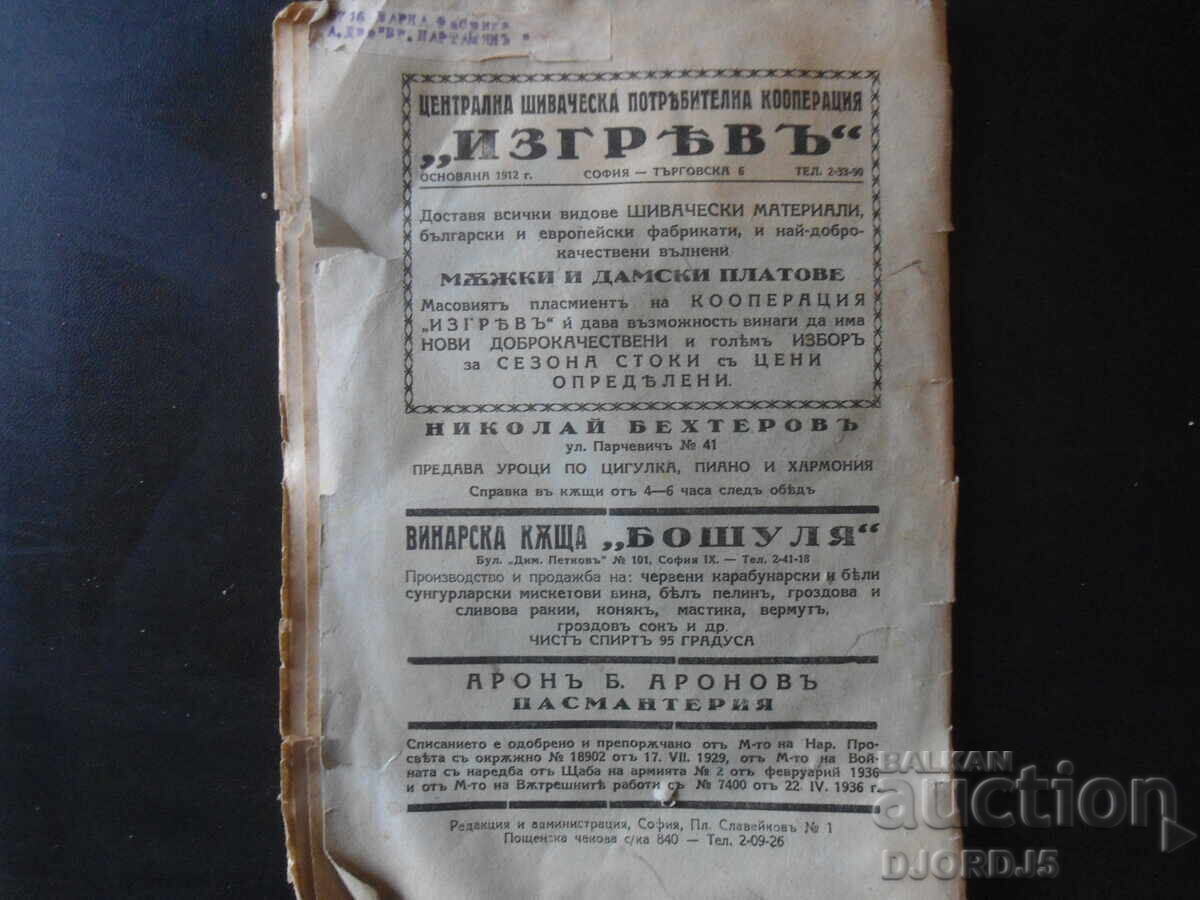 ЦЕНТРАЛНА ШИВАЧЕСКА ПОТРѢБИТЕЛНА КООПЕРАЦИЯ
„ИЗГРѢВЪ“
ОСНОВАНА 1912 г. СОФИЯ — ТЪРГОВСКА 6 ТЕЛ. 2-33-90
Доставя всички видове ШИВАЧЕСКИ МАТЕРИАЛИ,
български и европейски фабрикати, и най-добро-
качествени вълнени
МѪЖКИ И ДАМСКИ ПЛАТОВЕ
Масовиятъ пласмиентъ на КООПЕРАЦИЯ
„ИЗГРѢВЪ“ ѝ дава възможность винаги да има
НОВИ ДОБРОКАЧЕСТВЕНИ и голѣмъ ИЗБОРЪ
за СЕЗОНА СТОКИ съ ЦЕНИ
ОПРЕДѢЛЕНИ.
НИКОЛАЙ БЕХТЕРОВЪ
ул. Парчевичъ № 41
ПРЕДАВА УРОЦИ ПО ЦИГУЛКА, ПИАНО И ХАРМОНИЯ
Справка въ кѫщи отъ 4—6 часа следъ обѣдъ
ВИНАРСКА КѪЩА „БОШУЛЯ“
Бул. „Дим. Петковъ“ № 101, София IX. — Тел. 2-41-18
Производство и продажба на: червени карабунарски и бѣли
сунгурларски мискетови вина, бѣлъ пелинъ, гроздова и
сливова ракии, конякъ, мастика, вермутъ,
гроздовъ сокъ и др.
ЧИСТЪ СПИРТЪ 95 ГРАДУСА
АРОНЪ Б. АРОНОВЪ
ПАСМАНТЕРИЯ
Списанието е одобрено и препорѫчано отъ М-то на Нар. Про-
свѣта съ окрѫжно № 18902 отъ 17. VII. 1929, отъ М-то на Вой-
ната съ наредба отъ Щаба на армията № 2 отъ февруарий 1936
и отъ М-то на Вѫтрешнитѣ работи съ № 7400 отъ 22. IV. 1936 г.
Редакция и администрация, София, Пл. Славейковъ № 1
Пощенска чекова с/ка 840 — Тел. 2-09-26
BALKAN
auction
DJORDJ5